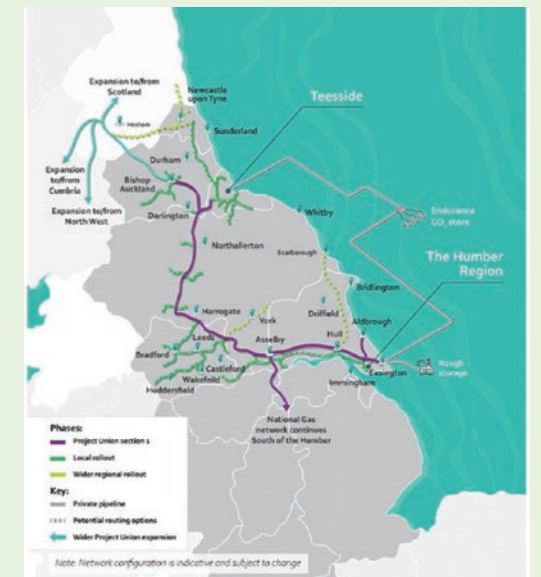 Expansion to/from
Scotland
Newcastle
upon Tyne
Teesside
Hexham
Sunderland
Durham
Bishop
Auckland
Expansion
to/from
Cumbria
Expansion to/from
North West
Darlington
Whitby
Endurance
CO₂ store
Northallerton
Scarborough
The Humber
Region
Bridlington
Harrogate
York
Driffield
Aldbrough
Leeds
Asselby
Hull
Bradford
Castleford
Easington
Rough
storage
Wakefield
Huddersfield
Immingham
National Gas
network continues
South of the Humber
Phases:
Project Union section 1
Local rollout
Wider regional rollout
Key:
Private pipeline
Potential routing options
Wider Project Union expansion
Note: Network configuration is indicative and subject to change